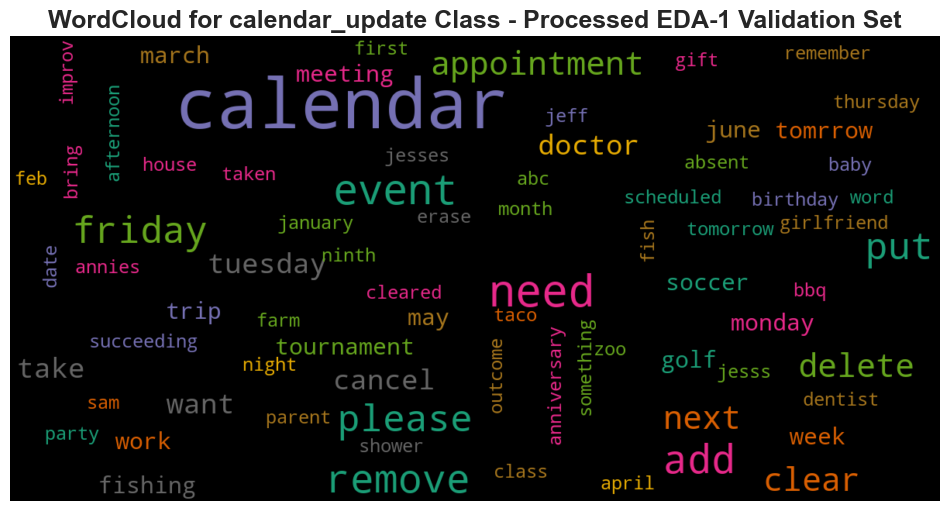 WordCloud for calendar_update Class - Processed EDA-1 Validation Set
improv
march
first
meeting
appointment
gift
remember
calendar
thursday
afternoon
jeff
june
tomrrow
doctor
bring
house
taken
jesses
absent
baby
feb
abc
event
scheduled
birthday
word
friday
january
erase
month
fish
tomorrow
girlfriend
put
date
annies
tuesday
ninth
cleared
need
soccer
bbq
trip
farm
may
taco
monday
succeeding
tournament
outcome
anniversary
something
zoo
night
golf
jesss
delete
take
cancel
sam
want
parent
please
next
dentist
party
work
shower
week
add
fishing
remove
class
april
clear